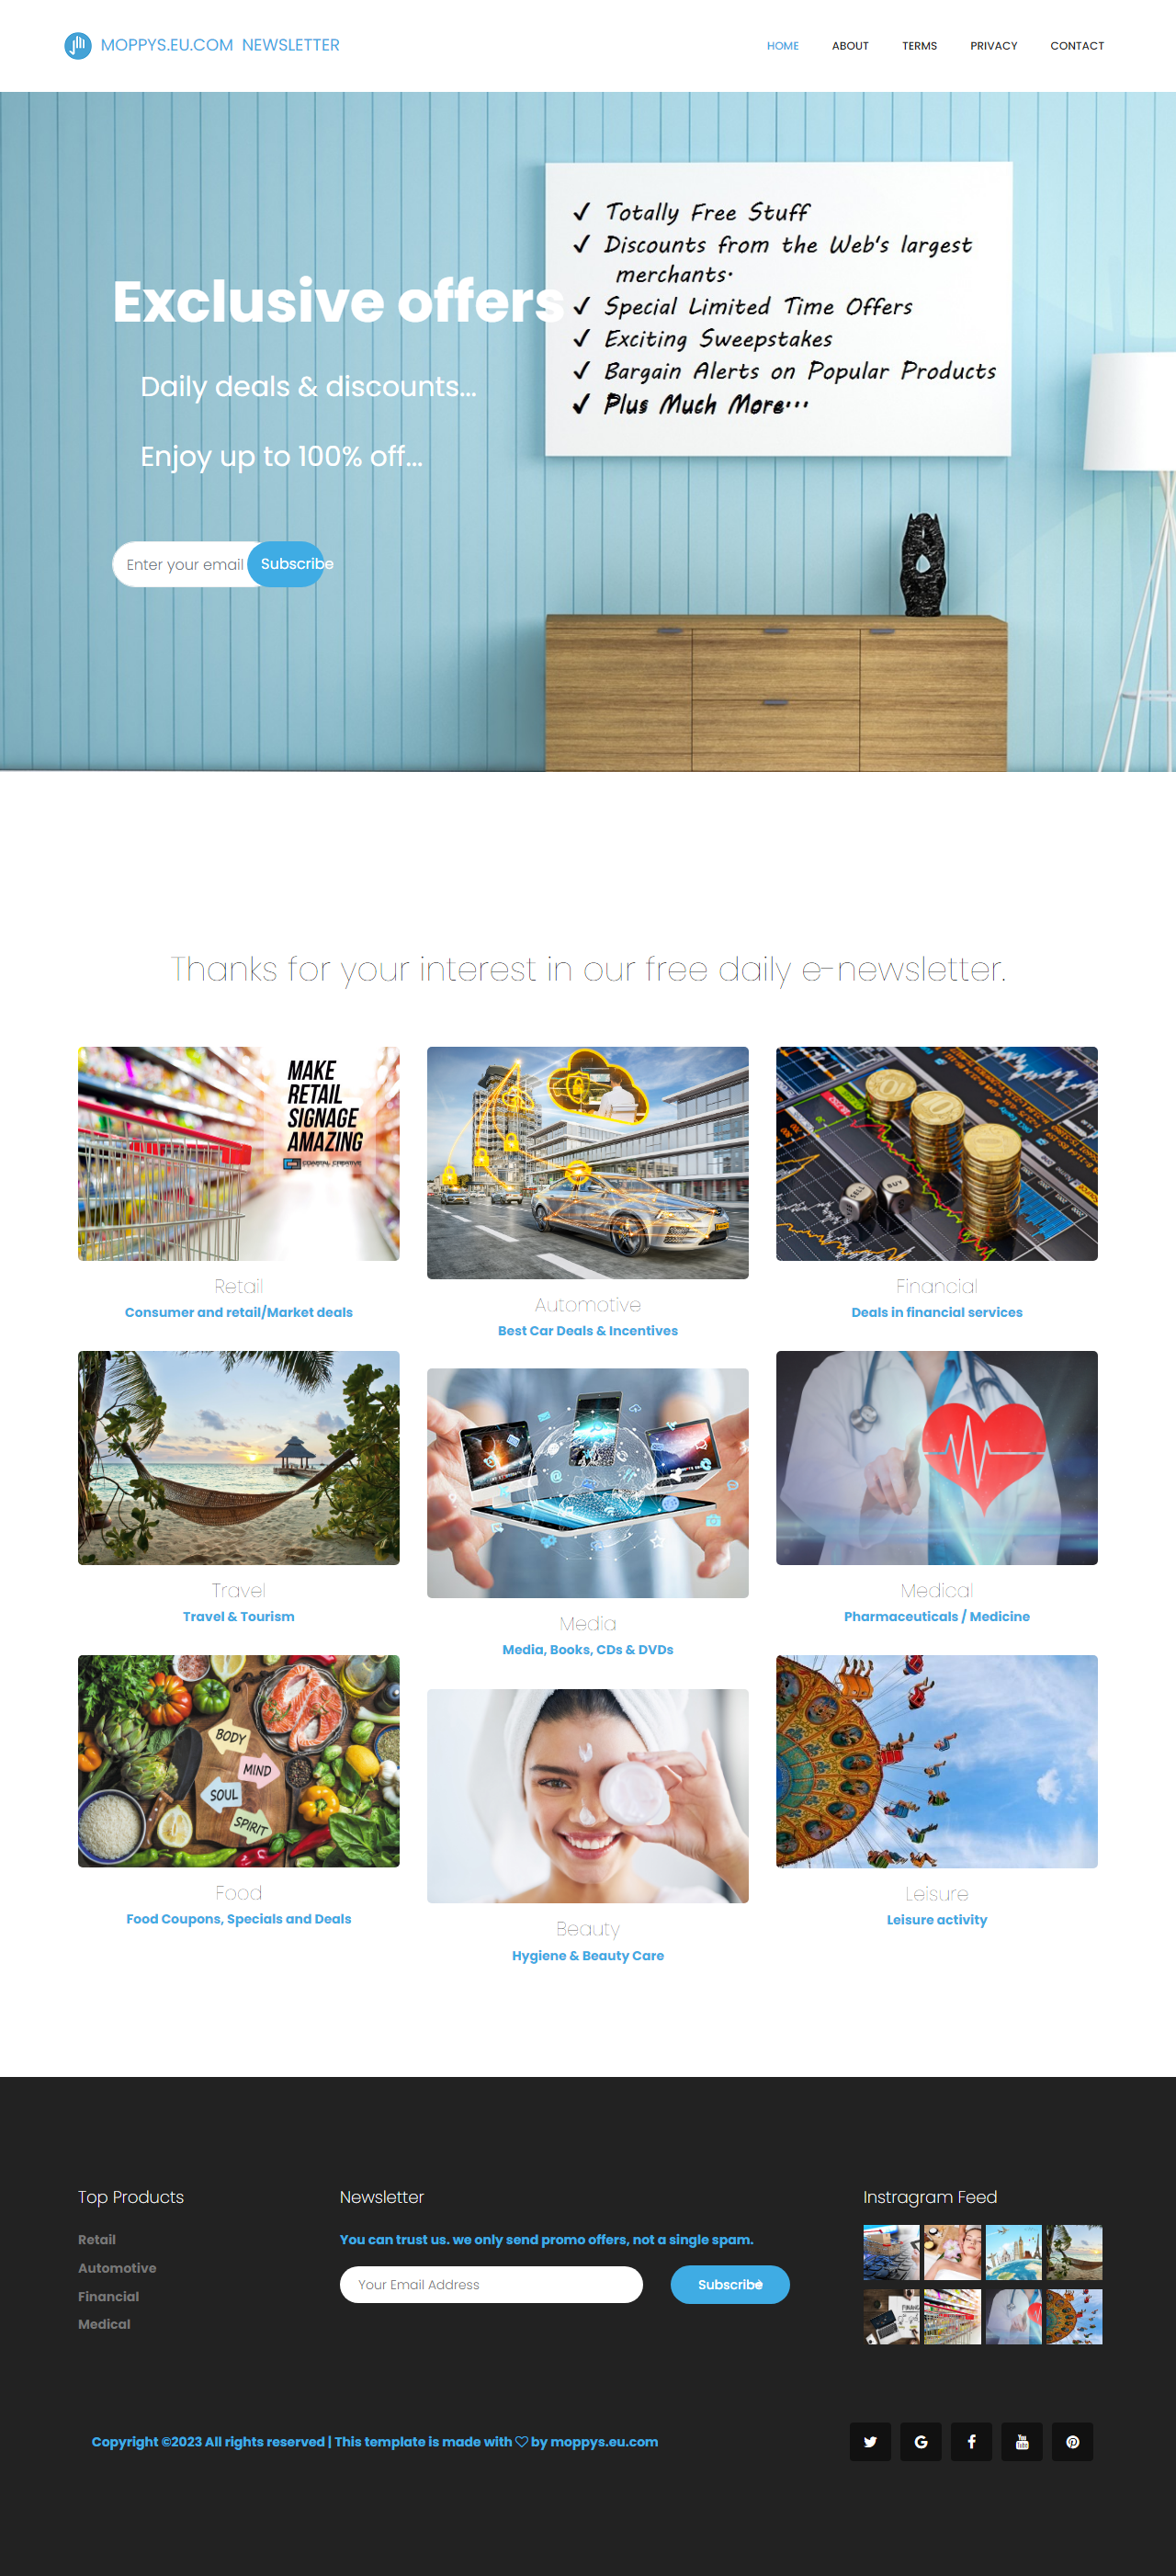 MOPPYS.EU.COM NEWSLETTER
HOME ABOUT TERMS PRIVACY CONTACT
✓ Totally Free Stuff
✓ Discounts from the Web's largest
merchants.
✓ Special Limited Time Offers
✓ Exciting Sweepstakes
✓ Bargain Alerts on Popular Products
✓ Plus Much More...
Exclusive offers
Daily deals & discounts...
Enjoy up to 100% off...
Enter your email Subscribe
Thanks for your interest in our free daily e-newsletter.
MAKE
RETAIL
SIGNAGE
AMAZING
COASTAL CREATIVE
Retail
Consumer and retail/Market deals
Automotive
Best Car Deals & Incentives
SELL
BUY
Financial
Deals in financial services
Travel
Travel & Tourism
Media
Media, Books, CDs & DVDs
Medical
Pharmaceuticals / Medicine
BODY
MIND
SOUL
SPIRIT
Food
Food Coupons, Specials and Deals
Beauty
Hygiene & Beauty Care
Leisure
Leisure activity
Top Products
Retail
Automotive
Financial
Medical
Newsletter
You can trust us. we only send promo offers, not a single spam.
Your Email Address Subscribe
Instragram Feed
Copyright ©2023 All rights reserved | This template is made with ♡ by moppys.eu.com